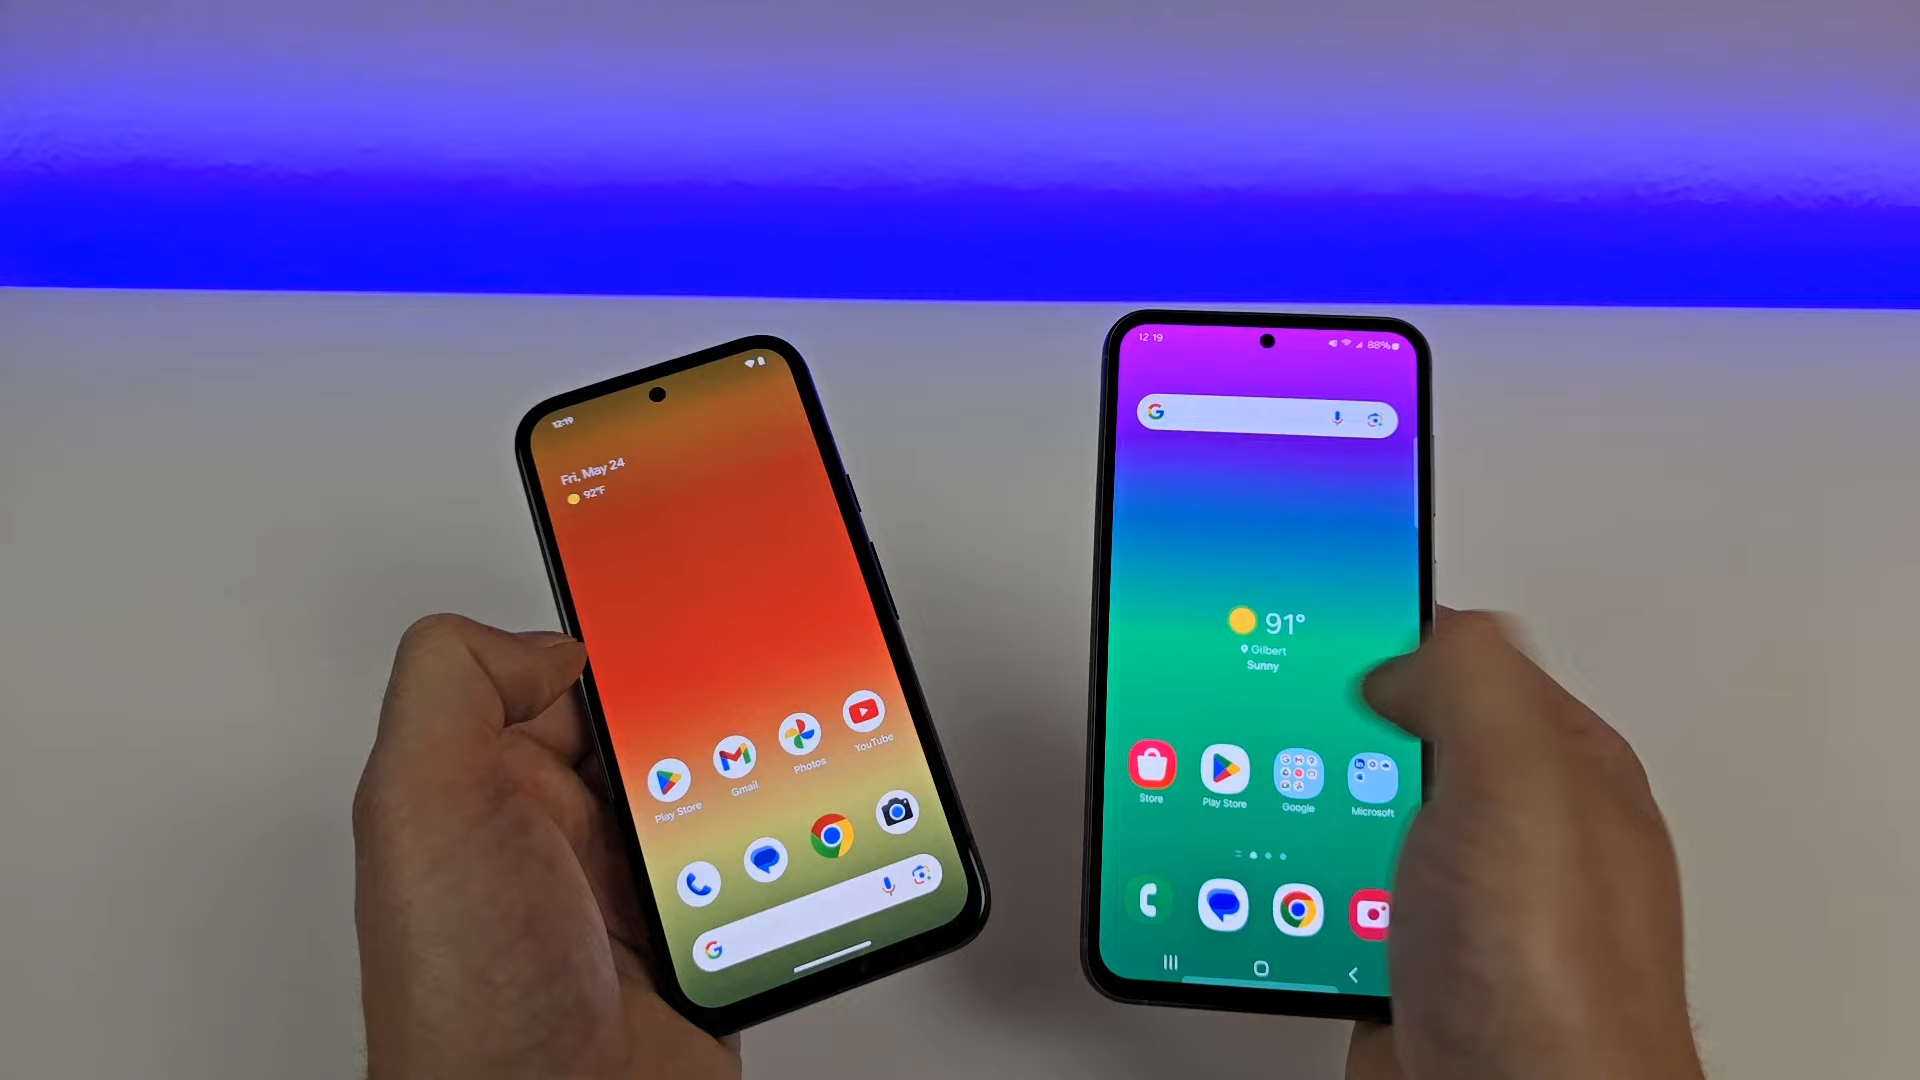 12:19
Fri, May 24
92°F
Play Store
Gmail
Photos
YouTube
G
12:19
88%
G
91°
Gilbert
Sunny
Store
Play Store
Google
Microsoft